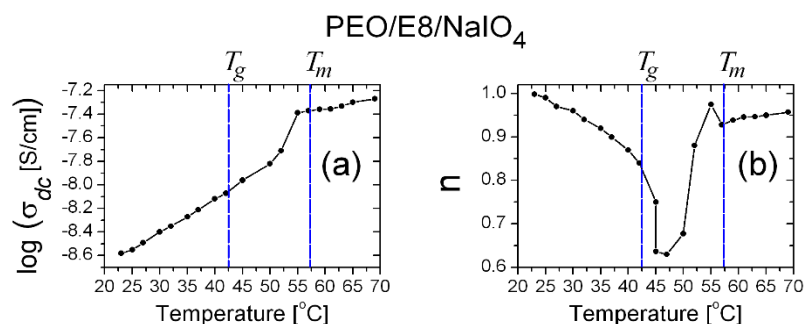 PEO/E8/NaIO4
Tg Tm
Tg Tm
log (σdc [S/cm])
-7.2
-7.4
-7.6
-7.8
-8.0
-8.2
-8.4
-8.6
(a)
20 25 30 35 40 45 50 55 60 65 70
Temperature [°C]
n
1.0
0.9
0.8
0.7
0.6
(b)
20 25 30 35 40 45 50 55 60 65 70
Temperature [°C]